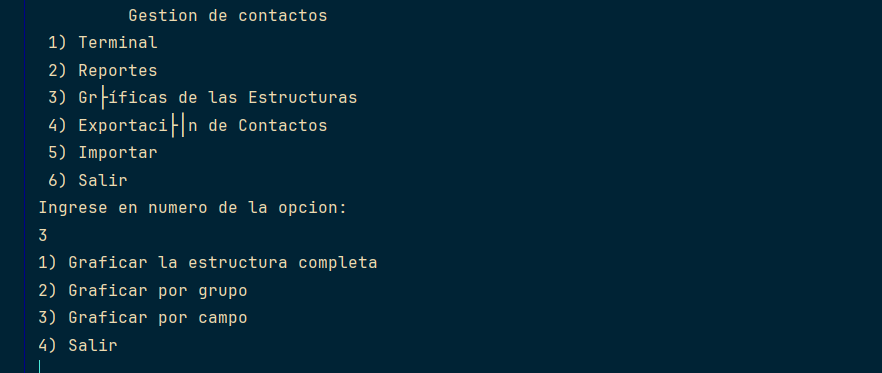 Gestion de contactos
1) Terminal
2) Reportes
3) Gr├íficas de las Estructuras
4) Exportaci├│n de Contactos
5) Importar
6) Salir
Ingrese en numero de la opcion:
3
1) Graficar la estructura completa
2) Graficar por grupo
3) Graficar por campo
4) Salir